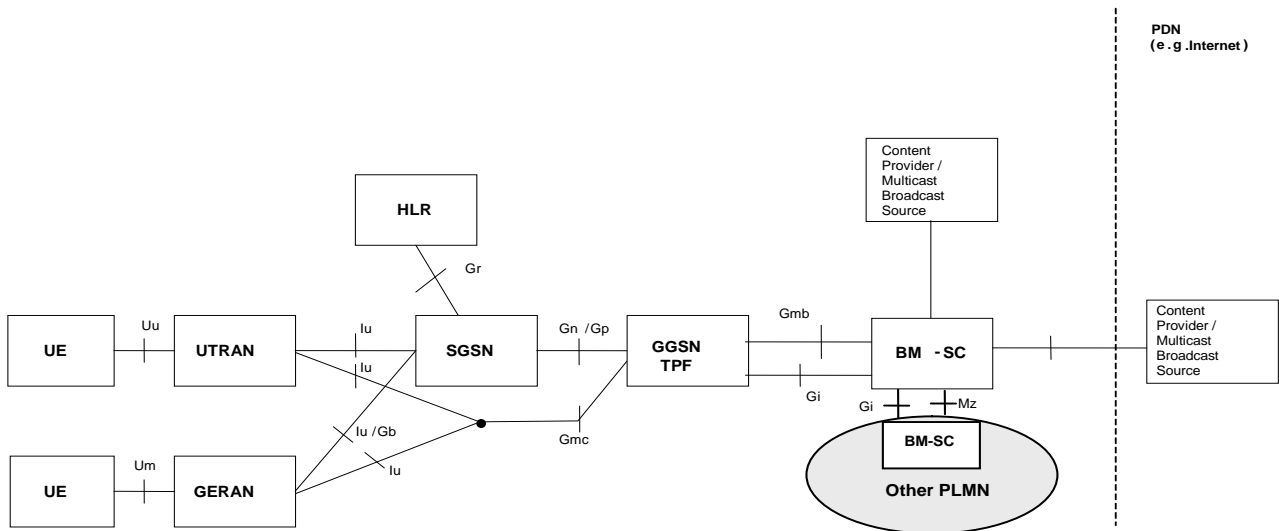 PDN
(e.g.Internet)
Content
Provider /
Multicast
Broadcast
Source
HLR
Gr
Uu
Iu
Gn /Gp
Gmb
Content
Provider /
Multicast
Broadcast
Source
UE
UTRAN
SGSN
GGSN
TPF
BM -SC
Iu
Gi
Gi
Mz
Iu /Gb
Gmc
BM-SC
Um
Iu
UE
GERAN
Other PLMN